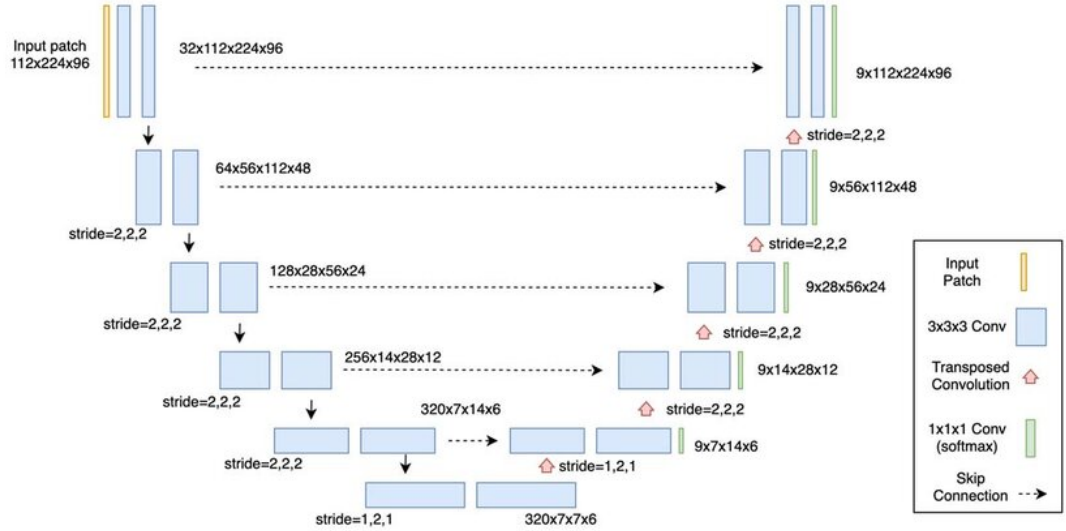 Input patch
112x224x96
32x112x224x96
9x112x224x96
stride=2,2,2
64x56x112x48
9x56x112x48
stride=2,2,2
stride=2,2,2
128x28x56x24
9x28x56x24
stride=2,2,2
stride=2,2,2
256x14x28x12
9x14x28x12
stride=2,2,2
stride=2,2,2
320x7x14x6
9x7x14x6
stride=2,2,2
stride=1,2,1
stride=1,2,1
320x7x7x6
Input
Patch
3x3x3 Conv
Transposed
Convolution
1x1x1 Conv
(softmax)
Skip
Connection